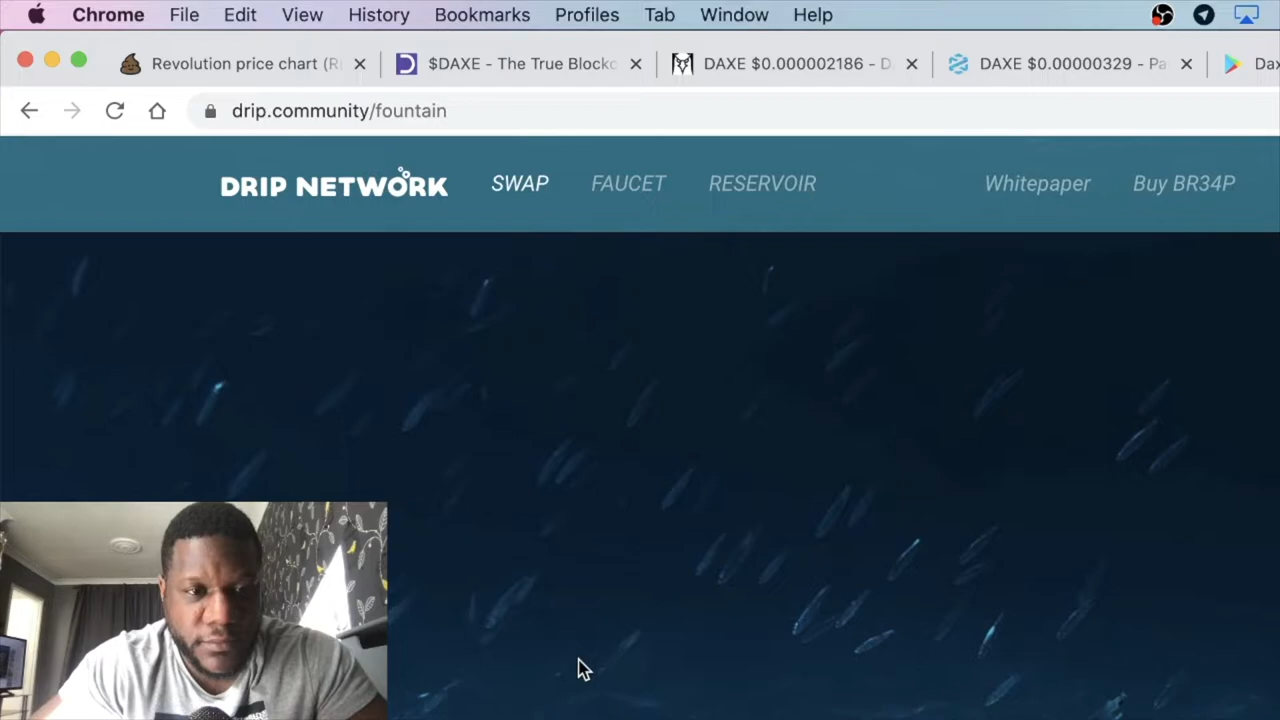 Chrome File Edit View History Bookmarks Profiles Tab Window Help
Revolution price chart (R $DAXE - The True Blockc DAXE $0.000002186 - D DAXE $0.00000329 - Pa Dax
drip.community/fountain
DRIP NETWORK SWAP FAUCET RESERVOIR Whitepaper Buy BR34P